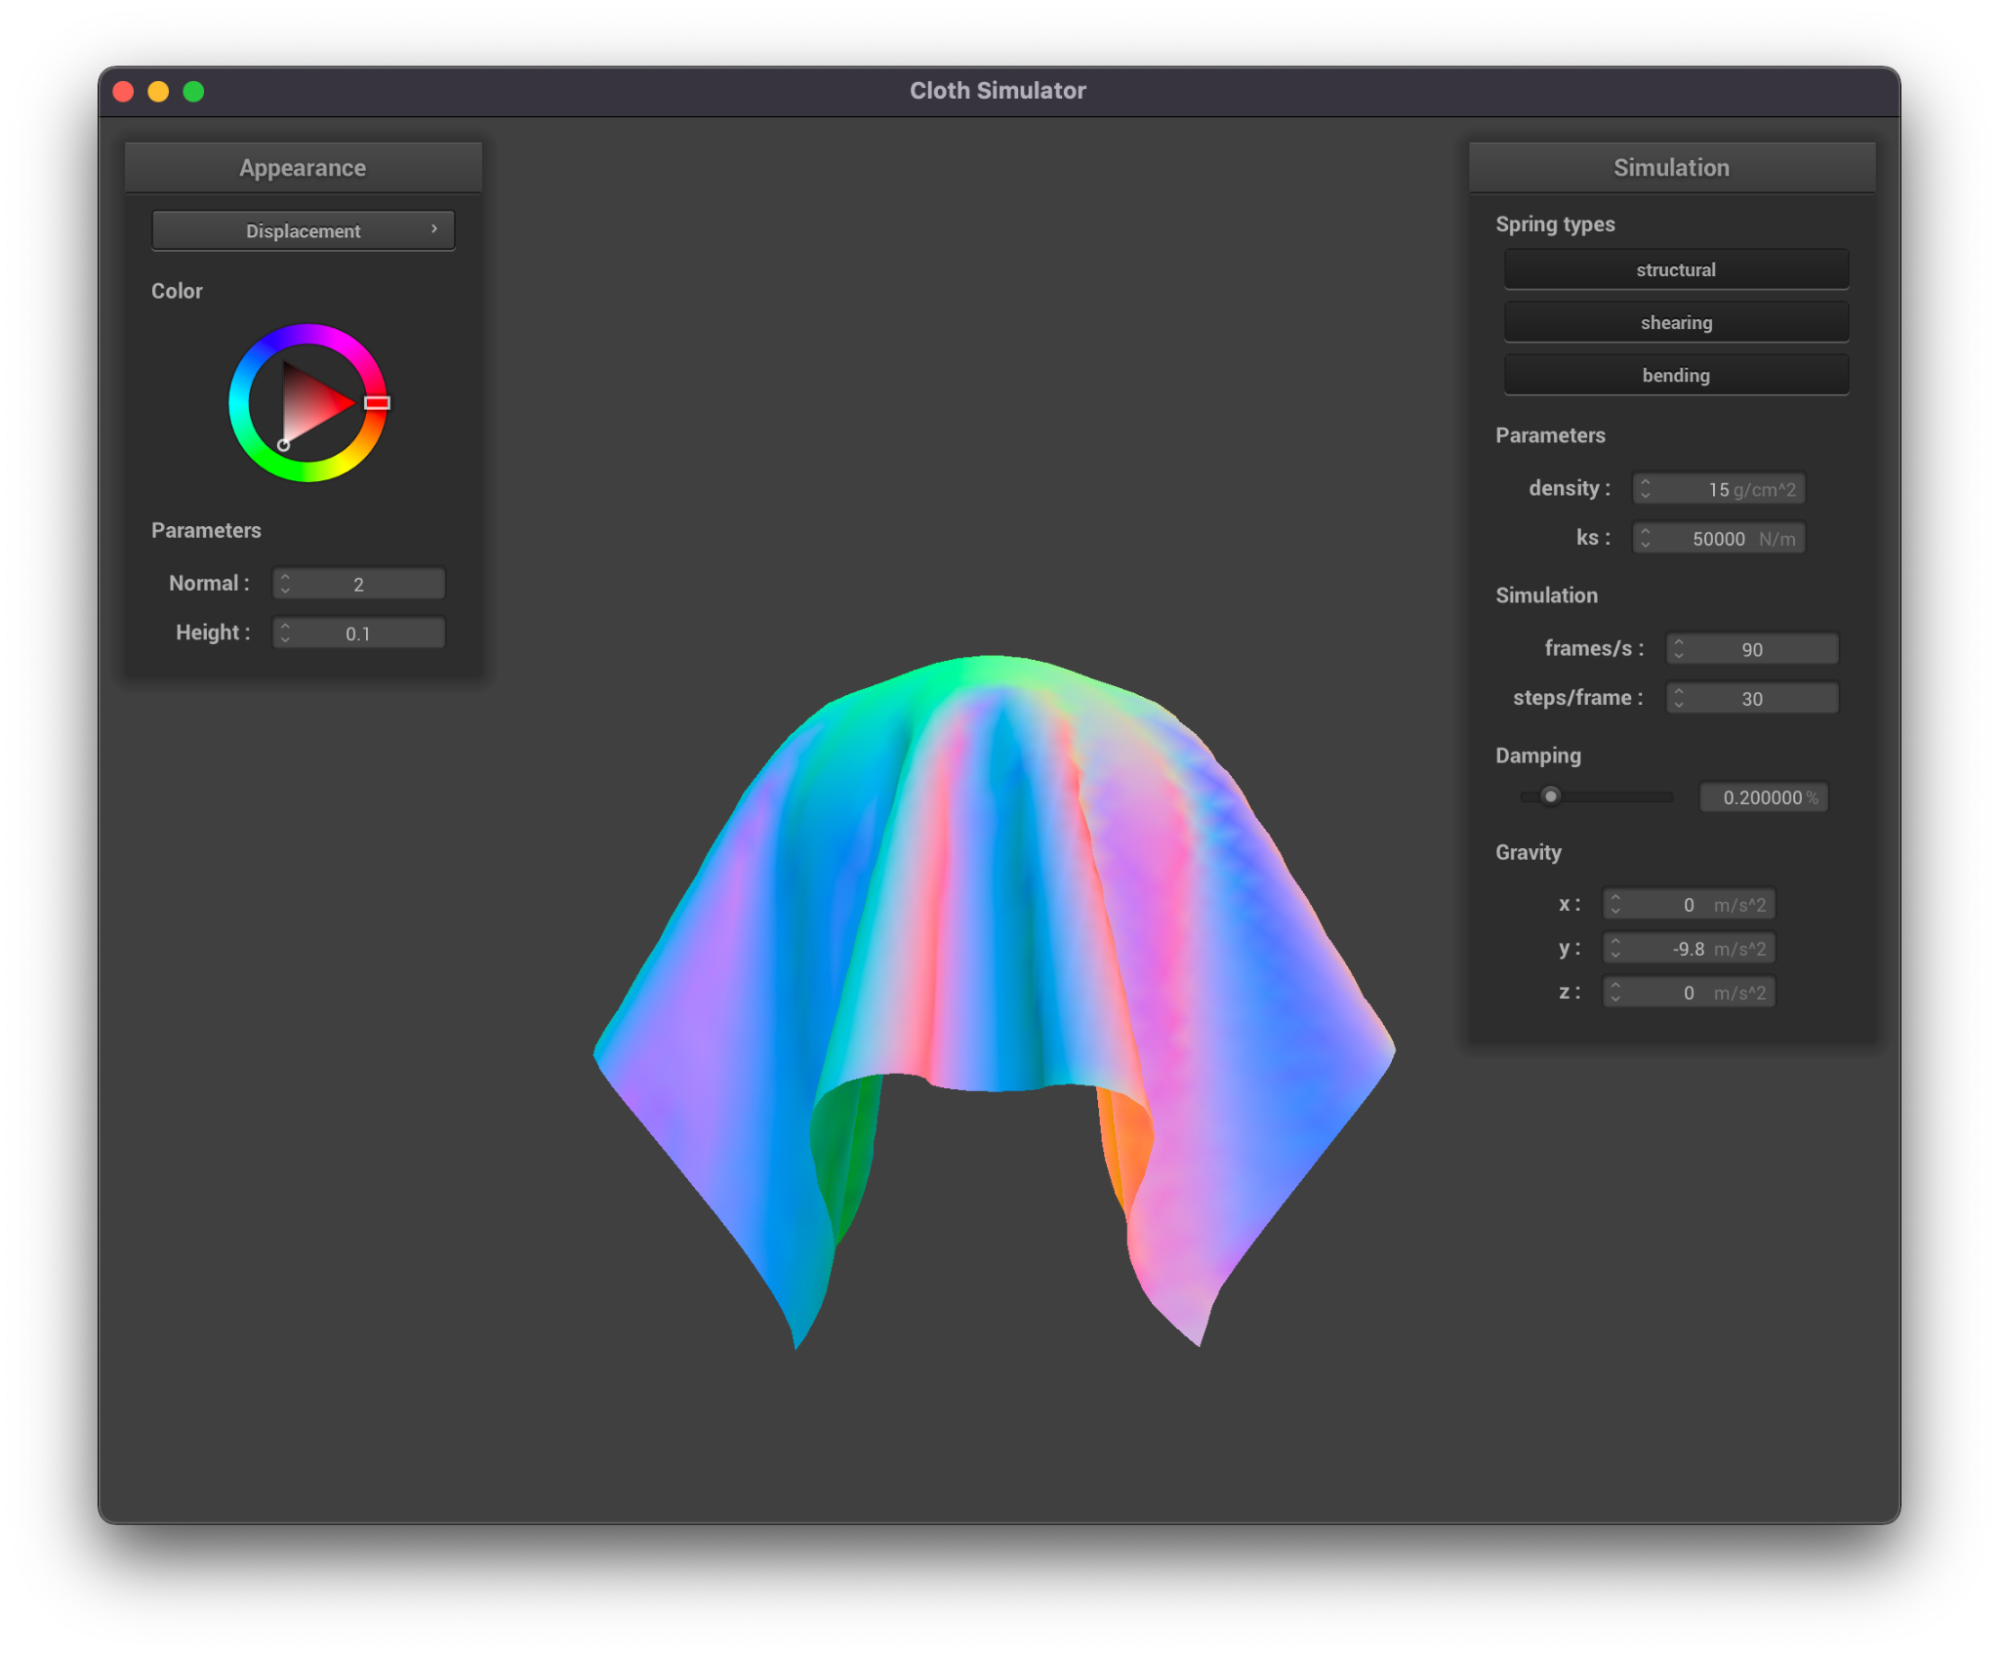 Cloth Simulator
Appearance
Displacement
Color
Parameters
Normal : 2
Height : 0.1
Simulation
Spring types
structural
shearing
bending
Parameters
density : 15 g/cm^2
ks : 50000 N/m
Simulation
frames/s : 90
steps/frame : 30
Damping
0.200000 %
Gravity
x : 0 m/s^2
y : -9.8 m/s^2
z : 0 m/s^2